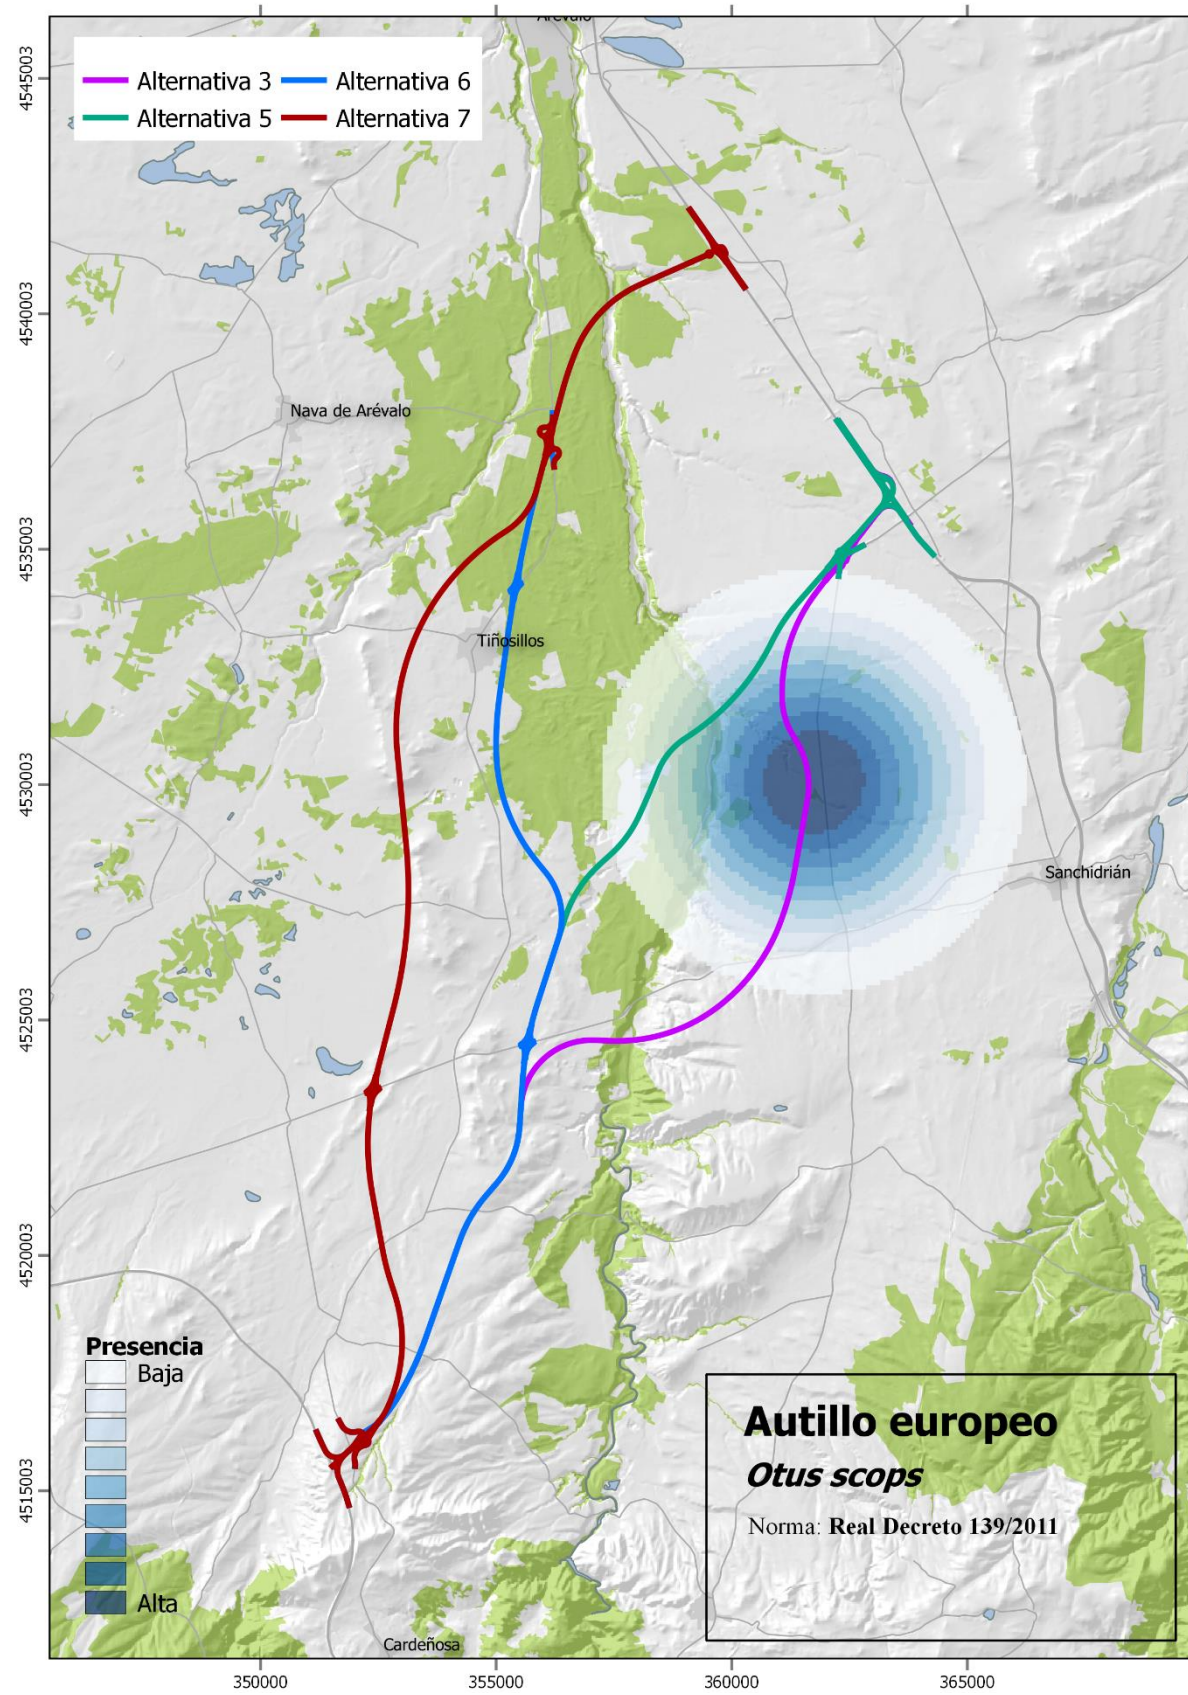 Arévalo
Alternativa 3
Alternativa 6
Alternativa 5
Alternativa 7
4545003
4540003
Nava de Arévalo
4535003
Tiñosillos
4530003
Sanchidrián
4525003
4520003
Presencia
Baja
Alta
Autillo europeo
Otus scops
Norma: Real Decreto 139/2011
4515003
Cardeñosa
350000
355000
360000
365000